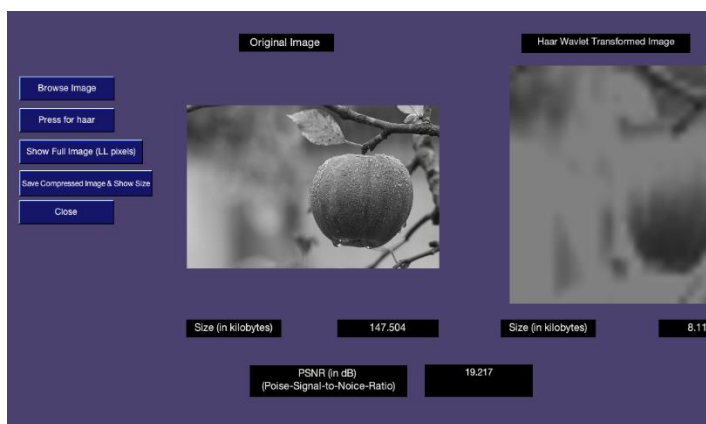 Original Image
Haar Wavlet Transformed Image
Browse Image
Press for haar
Show Full Image (LL pixels)
Save Compressed Image & Show Size
Close
Size (in kilobytes)
147.504
Size (in kilobytes)
8.11
PSNR (in dB)
(Poise-Signal-to-Noice-Ratio)
19.217